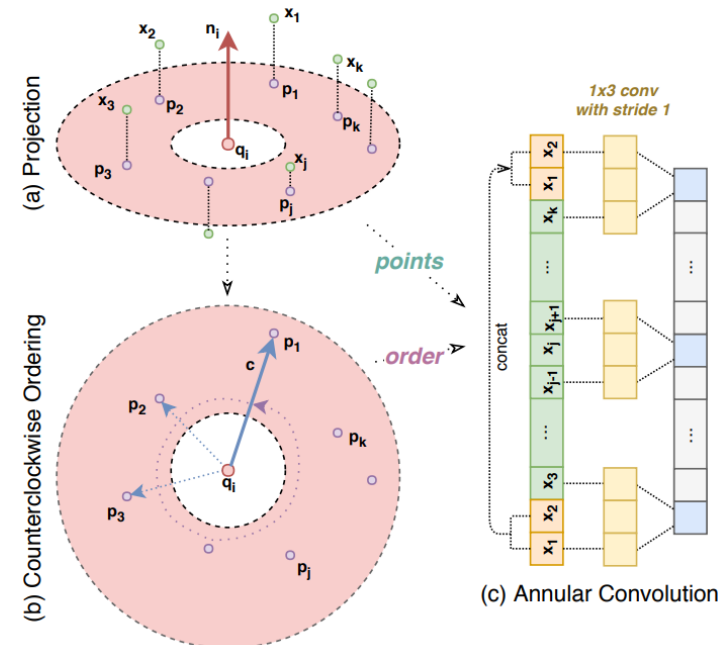 (a) Projection
x₁
x₂
nᵢ
xₖ
x₃
p₁
p₂
pₖ
qᵢ
xⱼ
p₃
pⱼ
points
order
(b) Counterclockwise Ordering
p₁
c
p₂
pₖ
qᵢ
p₃
pⱼ
1x3 conv
with stride 1
concat
x₂
x₁
xₖ
...
xⱼ₊₁
xⱼ
xⱼ₋₁
...
x₃
x₂
x₁
...
...
(c) Annular Convolution